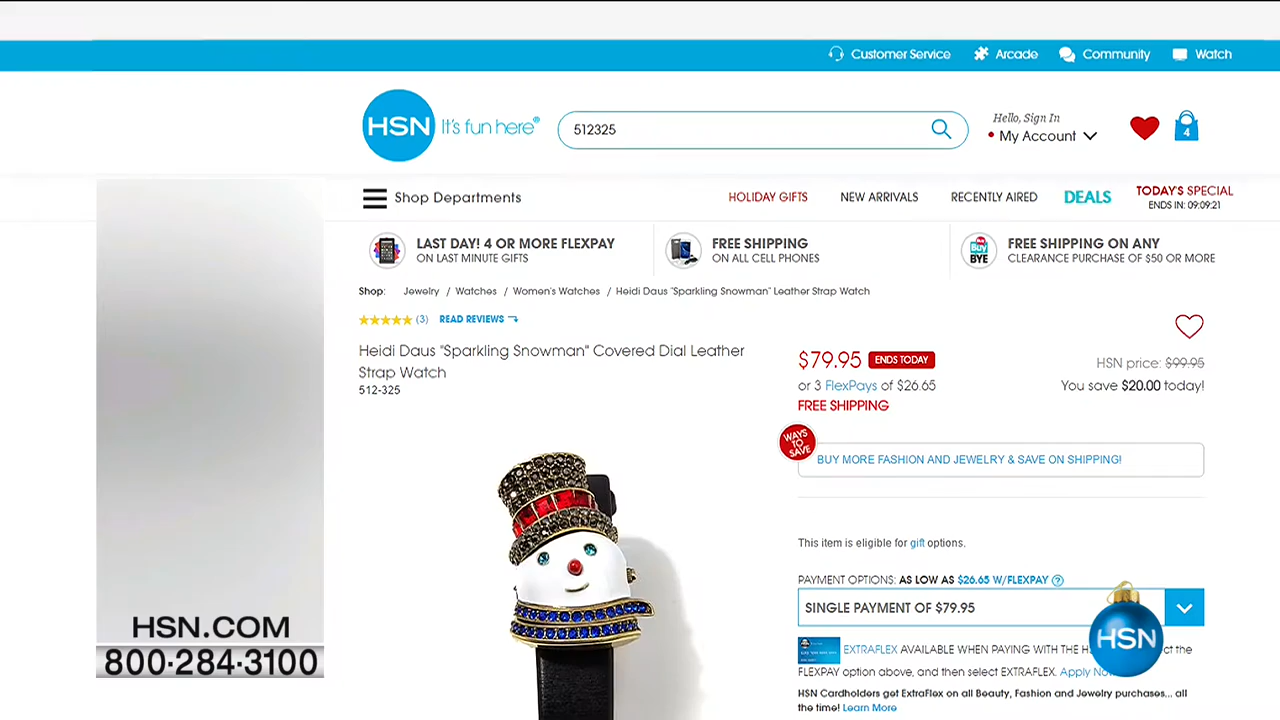 Customer Service Arcade Community Watch
HSN It's fun here® 512325 Hello, Sign In
My Account 4
Shop Departments HOLIDAY GIFTS NEW ARRIVALS RECENTLY AIRED DEALS TODAY'S SPECIAL
ENDS IN: 09:09:21
LAST DAY! 4 OR MORE FLEXPAY
ON LAST MINUTE GIFTS
FREE SHIPPING
ON ALL CELL PHONES
Buy
BYE
FREE SHIPPING ON ANY
CLEARANCE PURCHASE OF $50 OR MORE
Shop: Jewelry / Watches / Women's Watches / Heidi Daus "Sparkling Snowman" Leather Strap Watch
(3) READ REVIEWS
Heidi Daus "Sparkling Snowman" Covered Dial Leather
Strap Watch
512-325
$79.95 ENDS TODAY HSN price: $99.95
or 3 FlexPays of $26.65 You save $20.00 today!
FREE SHIPPING
WAYS
TO
SAVE
BUY MORE FASHION AND JEWELRY & SAVE ON SHIPPING!
This item is eligible for gift options.
PAYMENT OPTIONS: AS LOW AS $26.65 W/FLEXPAY ?
SINGLE PAYMENT OF $79.95
HSN
EXTRAFLEX AVAILABLE WHEN PAYING WITH THE
FLEXPAY option above, and then select EXTRAFLEX. Apply
HSN Cardholders get ExtraFlex on all Beauty, Fashion and Jewelry purchases... all
the time! Learn More
HSN.COM
800-284-3100